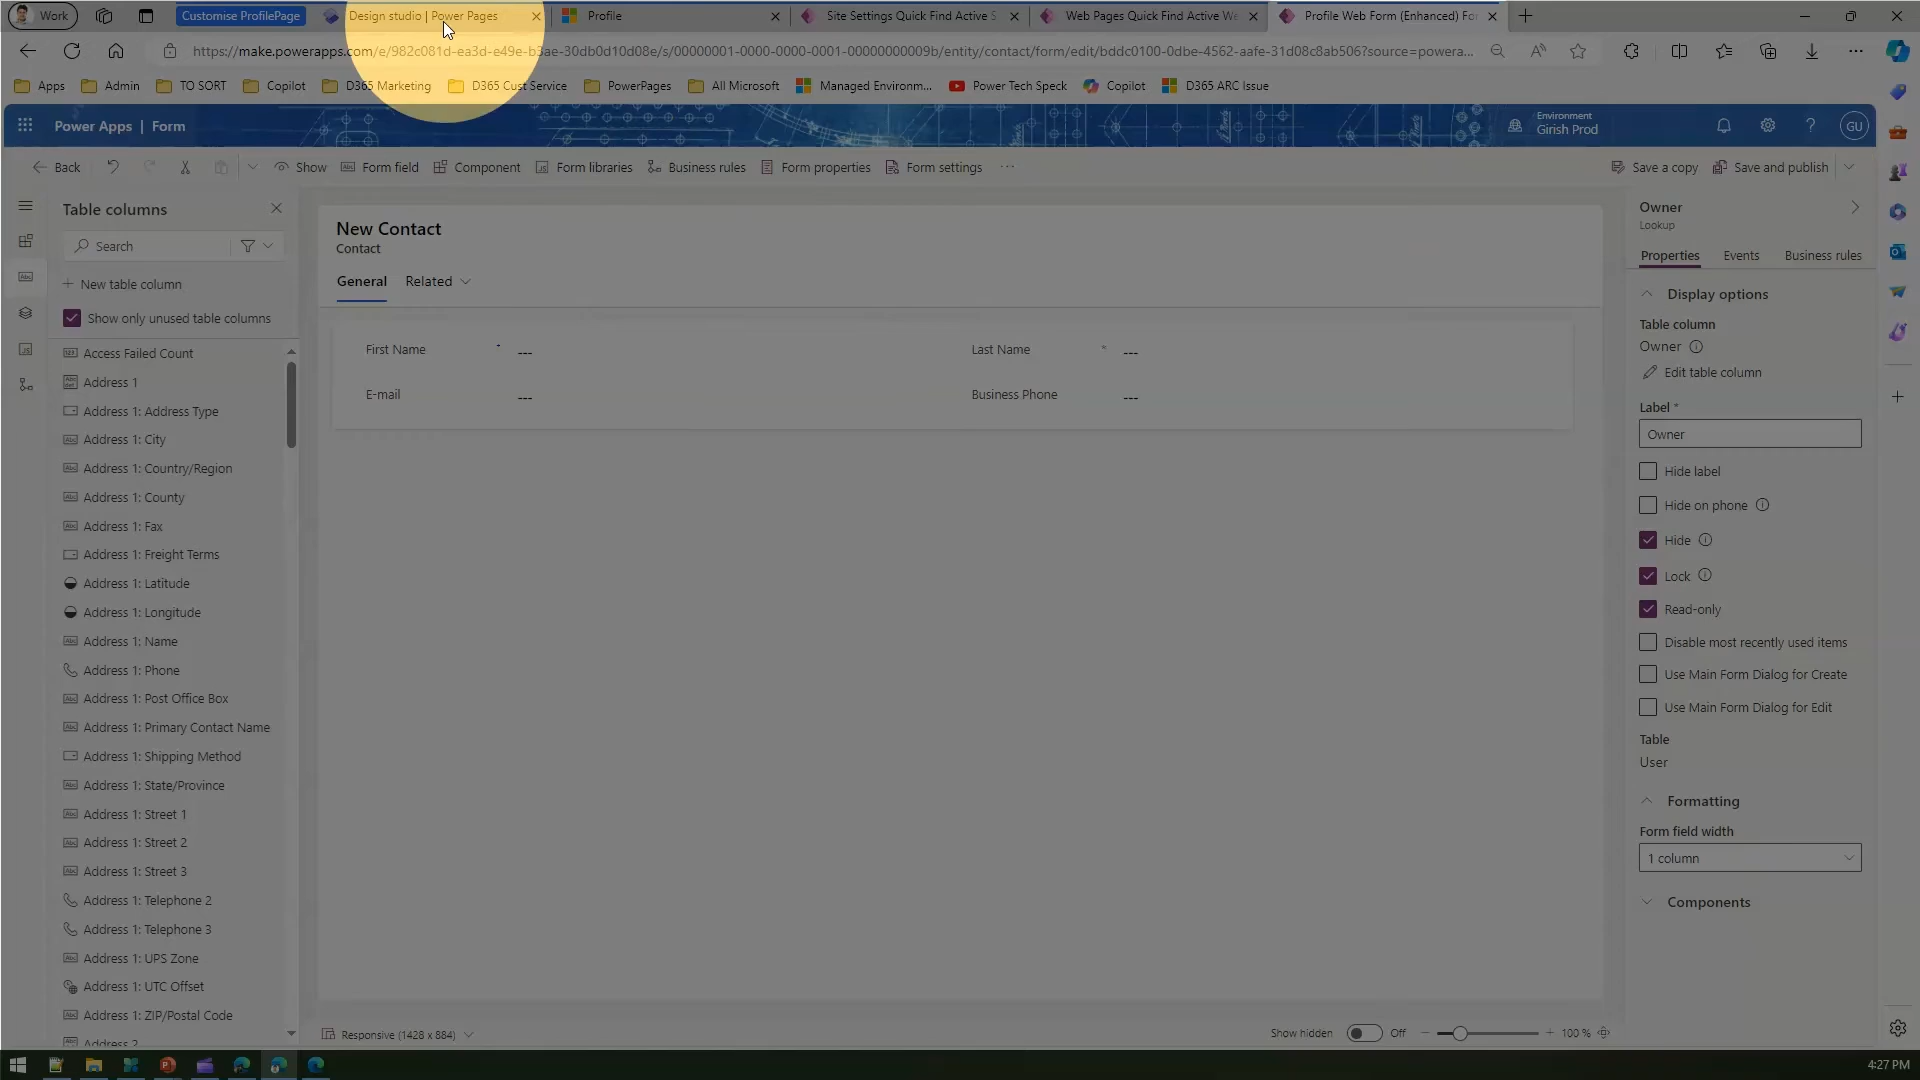 Work
Customise ProfilePage
Design studio | Power Pages
Profile
Site Settings Quick Find Active S
Web Pages Quick Find Active We
Profile Web Form (Enhanced) For
https://make.powerapps.com/e/982c081d-ea3d-e49e-b3ae-30db0d10d08e/s/00000001-0000-0000-0001-00000000009b/entity/contact/form/edit/bddc0100-0dbe-4562-aafe-31d08c8ab506?source=powera...
Apps
Admin
TO SORT
Copilot
D365 Marketing
D365 Cust Service
PowerPages
All Microsoft
Managed Environm...
Power Tech Speck
Copilot
D365 ARC Issue
Power Apps | Form
Environment
Girish Prod
GU
Back
Show
Form field
Component
Form libraries
Business rules
Form properties
Form settings
Save a copy
Save and publish
Table columns
Search
New table column
Show only unused table columns
Access Failed Count
Address 1
Address 1: Address Type
Address 1: City
Address 1: Country/Region
Address 1: County
Address 1: Fax
Address 1: Freight Terms
Address 1: Latitude
Address 1: Longitude
Address 1: Name
Address 1: Phone
Address 1: Post Office Box
Address 1: Primary Contact Name
Address 1: Shipping Method
Address 1: State/Province
Address 1: Street 1
Address 1: Street 2
Address 1: Street 3
Address 1: Telephone 2
Address 1: Telephone 3
Address 1: UPS Zone
Address 1: UTC Offset
Address 1: ZIP/Postal Code
Address 2
New Contact
Contact
General
Related
First Name * ---
Last Name * ---
E-mail ---
Business Phone ---
Responsive (1428 x 884)
Show hidden
Off
100 %
Owner
Lookup
Properties
Events
Business rules
Display options
Table column
Owner
Edit table column
Label *
Owner
Hide label
Hide on phone
Hide
Lock
Read-only
Disable most recently used items
Use Main Form Dialog for Create
Use Main Form Dialog for Edit
Table
User
Formatting
Form field width
1 column
Components
4:27 PM